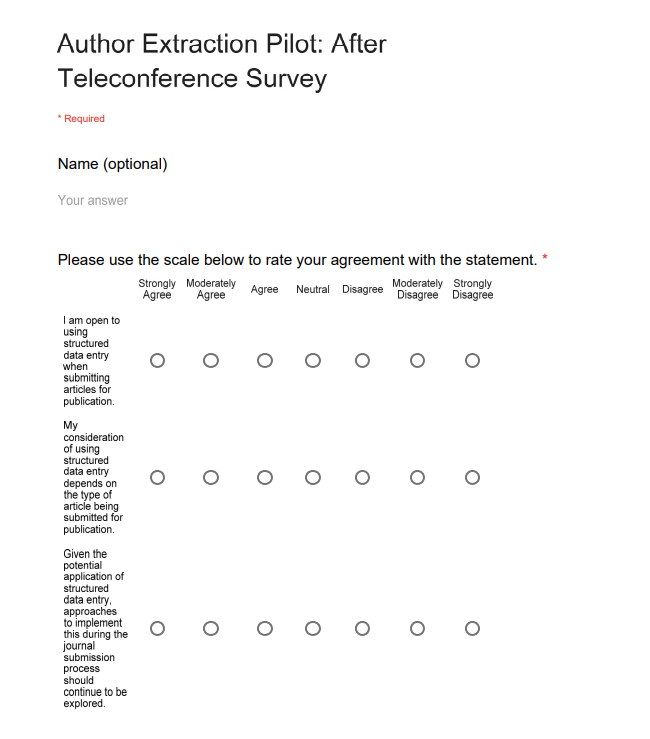 Author Extraction Pilot: After
Teleconference Survey
* Required
Name (optional)
Your answer
Please use the scale below to rate your agreement with the statement. *
Strongly Agree Moderately Agree Agree Neutral Disagree Moderately Disagree Strongly Disagree
I am open to
using
structured
data entry
when
submitting
articles for
publication.
My
consideration
of using
structured
data entry
depends on
the type of
article being
submitted for
publication.
Given the
potential
application of
structured
data entry,
approaches
to implement
this during the
journal
submission
process
should
continue to be
explored.